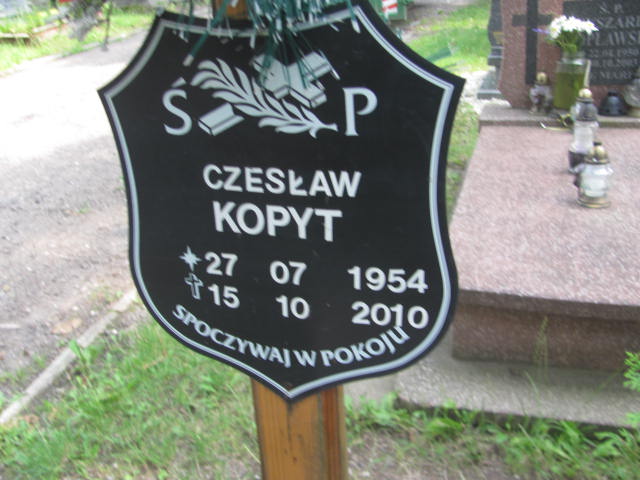 Ś P
CZESŁAW
KOPYT
27 07 1954
15 10 2010
SPOCZYWAJ W POKOJU
Ś. P.